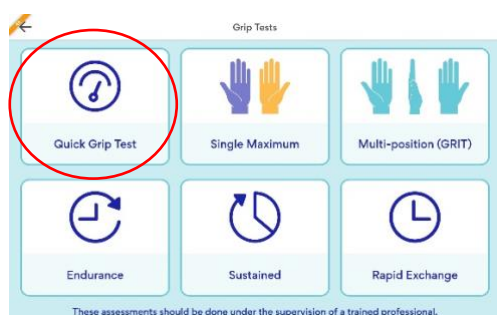 Grip Tests
Quick Grip Test
Single Maximum
Multi-position (GRIT)
Endurance
Sustained
Rapid Exchange
These assessments should be done under the supervision of a trained professional.